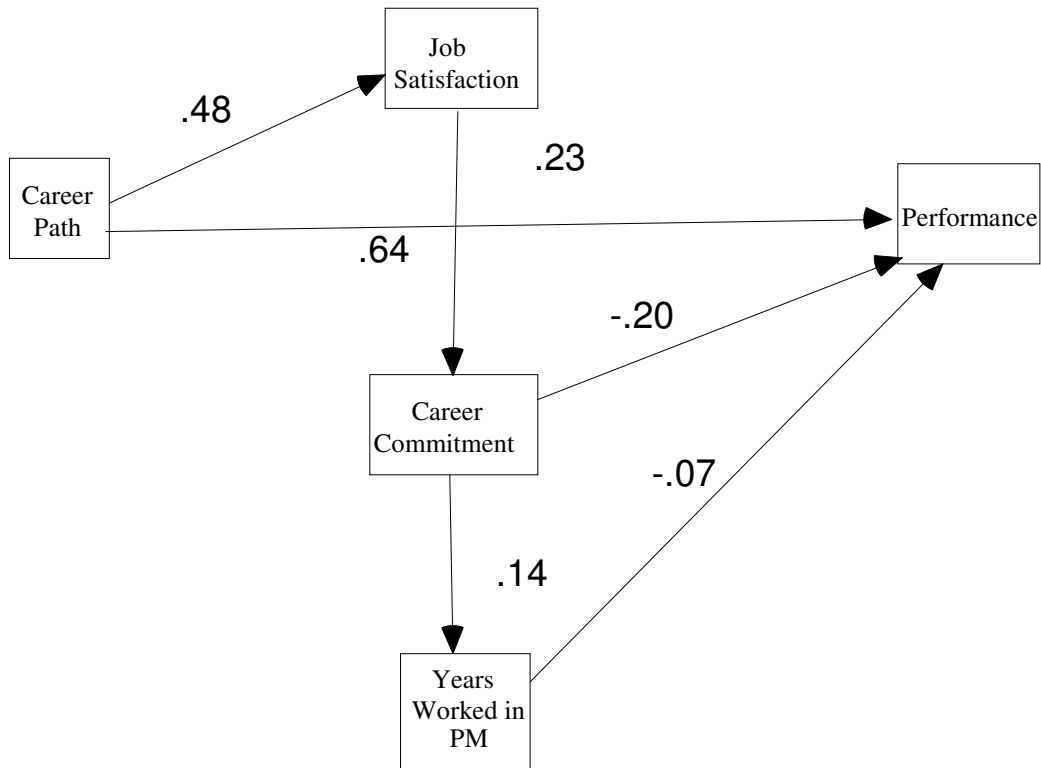 Job
Satisfaction
.48
.23
Career
Path
Performance
.64
-.20
Career
Commitment
-.07
.14
Years
Worked in
PM